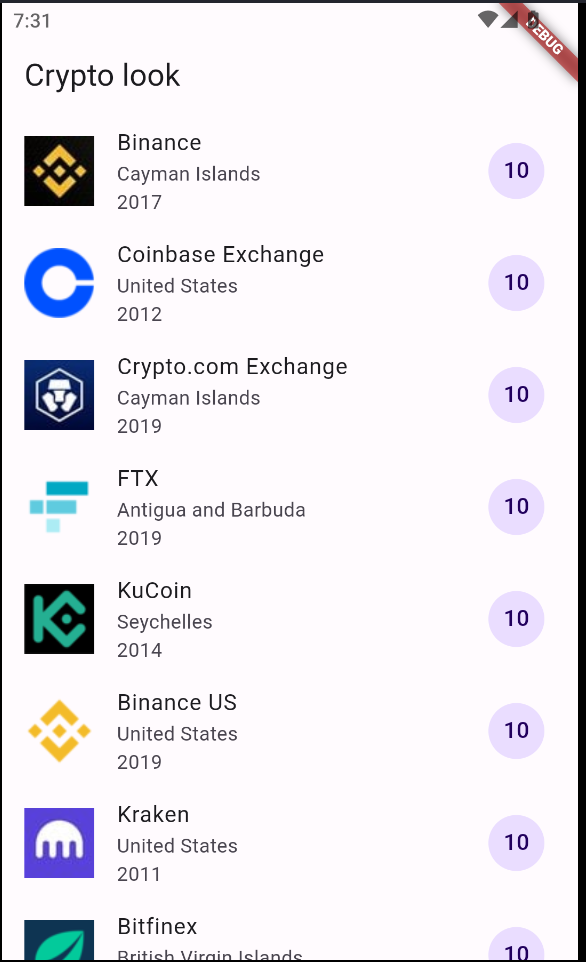 7:31
DEBUG
Crypto look
Binance
Cayman Islands
2017
10
Coinbase Exchange
United States
2012
10
Crypto.com Exchange
Cayman Islands
2019
10
FTX
Antigua and Barbuda
2019
10
KuCoin
Seychelles
2014
10
Binance US
United States
2019
10
Kraken
United States
2011
10
Bitfinex
British Virgin Islands
10